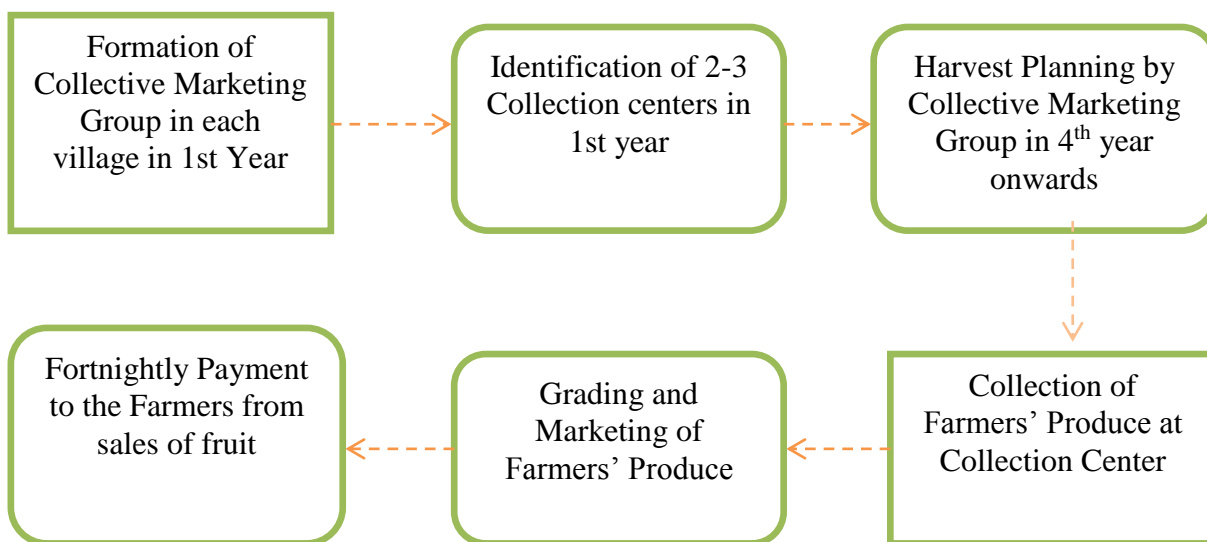 Formation of
Collective Marketing
Group in each
village in 1st Year
Identification of 2-3
Collection centers in
1st year
Harvest Planning by
Collective Marketing
Group in 4th year
onwards
Collection of
Farmers’ Produce at
Collection Center
Grading and
Marketing of
Farmers’ Produce
Fortnightly Payment
to the Farmers from
sales of fruit